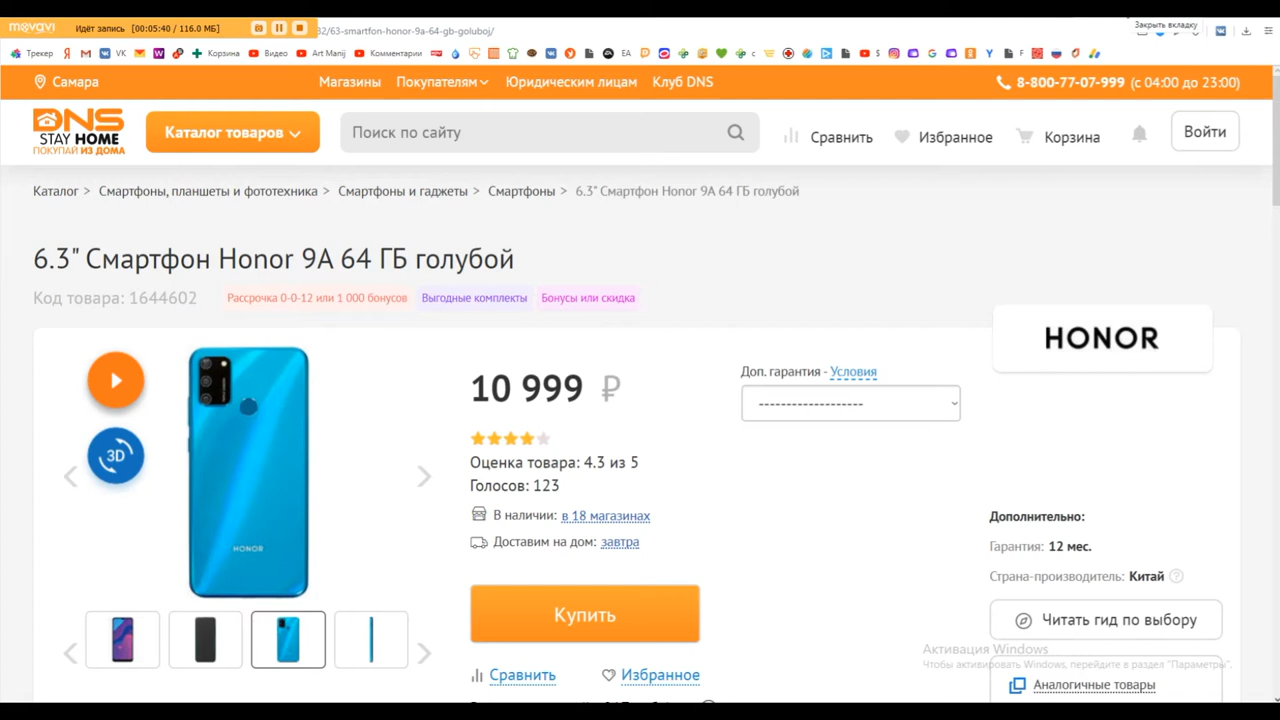 movavi
Идёт запись [00:05:40 / 116.0 МБ]
32/63-smartfon-honor-9a-64-gb-goluboj/
Закрыть вкладку
Трекер
VK
Корзина
Видео
Art Manij
Комментарии
EA
Самара
Магазины
Покупателям
Юридическим лицам
Клуб DNS
8-800-77-07-999 (с 04:00 до 23:00)
DNS
STAY HOME
ПОКУПАЙ ИЗ ДОМА
Каталог товаров
Поиск по сайту
Сравнить
Избранное
Корзина
Войти
Каталог > Смартфоны, планшеты и фототехника > Смартфоны и гаджеты > Смартфоны > 6.3" Смартфон Honor 9A 64 ГБ голубой
6.3" Смартфон Honor 9A 64 ГБ голубой
Код товара: 1644602
Рассрочка 0-0-12 или 1 000 бонусов
Выгодные комплекты
Бонусы или скидка
HONOR
3D
HONOR
10 999 ₽
Доп. гарантия - Условия
-------------------
Оценка товара: 4.3 из 5
Голосов: 123
В наличии: в 18 магазинах
Доставим на дом: завтра
Купить
Сравнить
Избранное
Дополнительно:
Гарантия: 12 мес.
Страна-производитель: Китай ?
Читать гид по выбору
Активация Windows
Чтобы активировать Windows, перейдите в раздел "Параметры".
Аналогичные товары